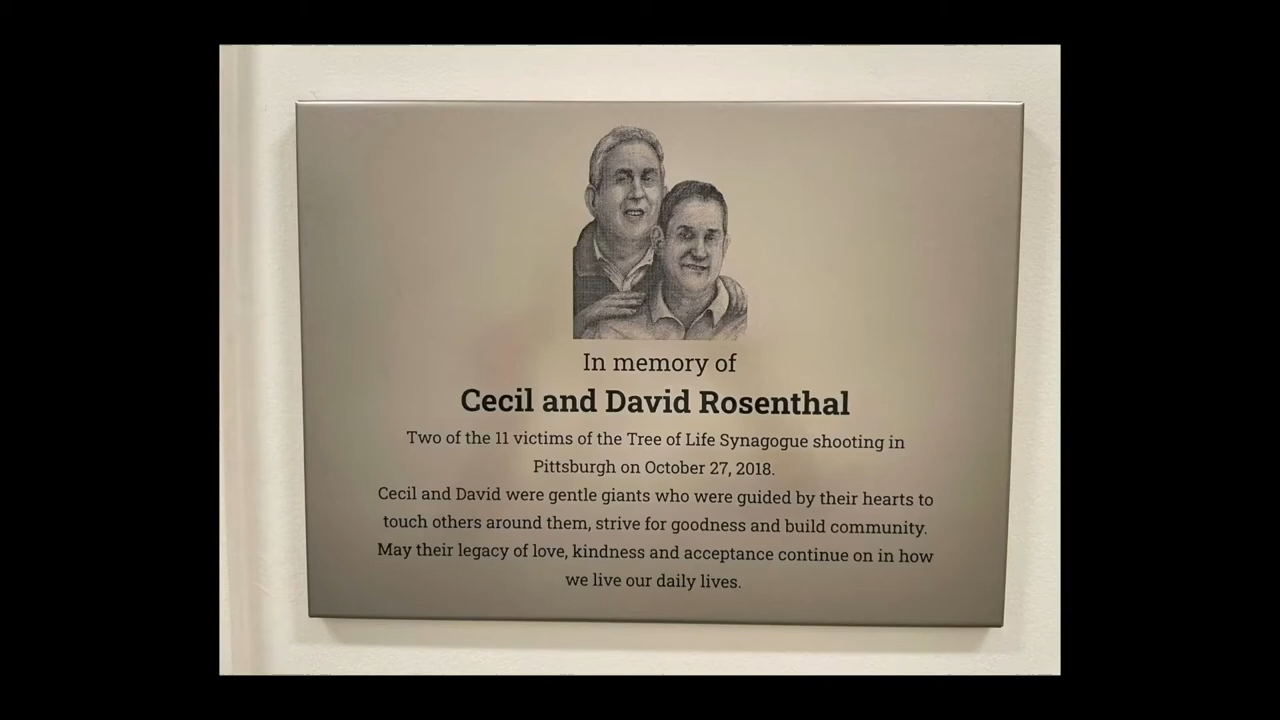 In memory of
Cecil and David Rosenthal
Two of the 11 victims of the Tree of Life Synagogue shooting in
Pittsburgh on October 27, 2018.
Cecil and David were gentle giants who were guided by their hearts to
touch others around them, strive for goodness and build community.
May their legacy of love, kindness and acceptance continue on in how
we live our daily lives.